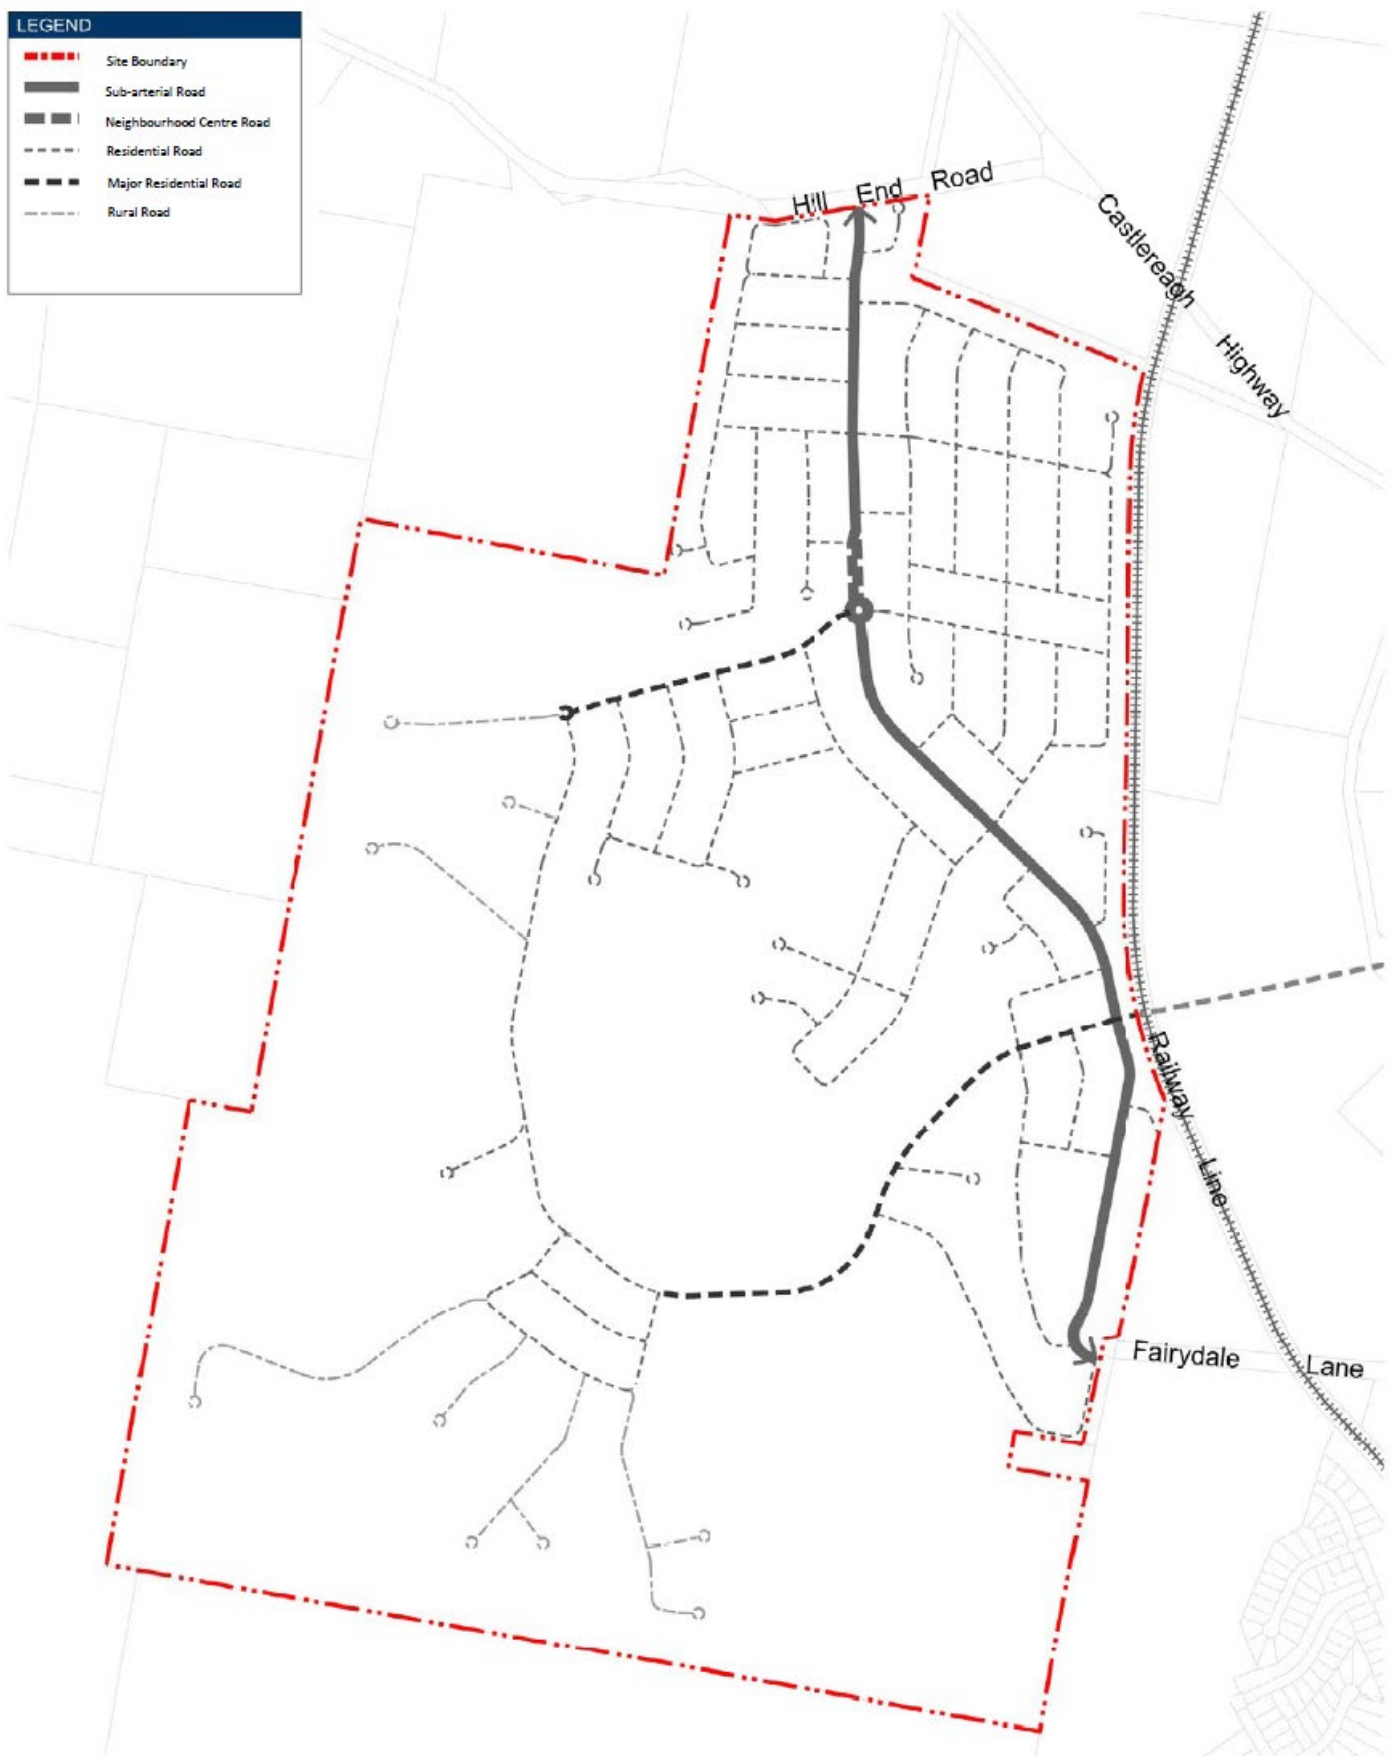 LEGEND
Site Boundary
Sub-arterial Road
Neighbourhood Centre Road
Residential Road
Major Residential Road
Rural Road
Hill End Road
Castlereagh Highway
Railway Line
Fairydale Lane